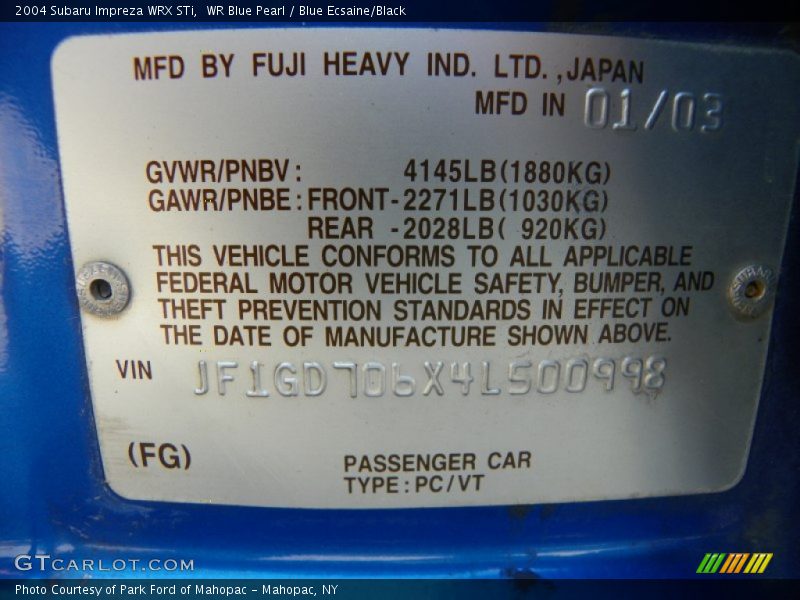 2004 Subaru Impreza WRX STi,  WR Blue Pearl / Blue Ecsaine/Black
MFD BY FUJI HEAVY IND. LTD. ,JAPAN
MFD IN 01/03
GVWR/PNBV: 4145LB(1880KG)
GAWR/PNBE: FRONT-2271LB(1030KG)
REAR -2028LB( 920KG)
THIS VEHICLE CONFORMS TO ALL APPLICABLE
FEDERAL MOTOR VEHICLE SAFETY, BUMPER, AND
THEFT PREVENTION STANDARDS IN EFFECT ON
THE DATE OF MANUFACTURE SHOWN ABOVE.
VIN JF1GD706X4L500998
(FG)
PASSENGER CAR
TYPE:PC/VT
GTCARLOT.COM
Photo Courtesy of Park Ford of Mahopac - Mahopac, NY